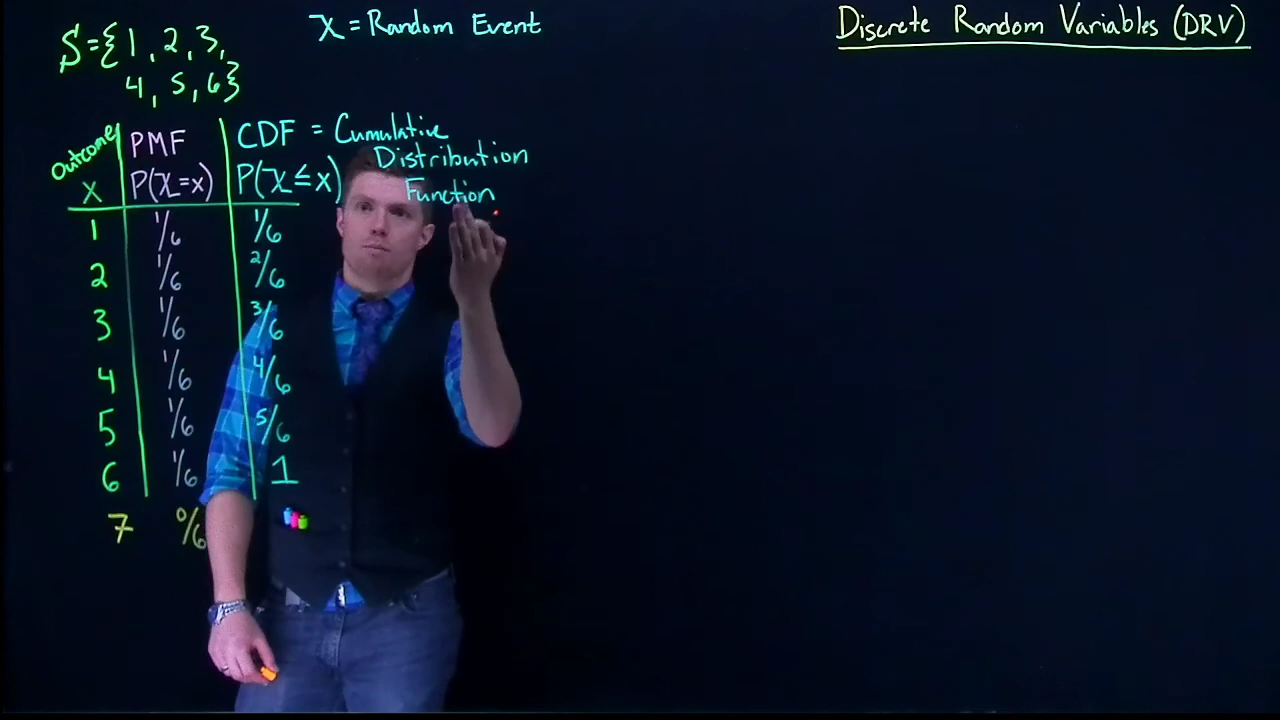 Discrete Random Variables (DRV)
X = Random Event
S={1, 2, 3,
4, 5, 6}
Outcome x | PMF P(X=x) | CDF P(X≤x) = Cumulative Distribution Function
1 1/6 1/6
2 1/6 2/6
3 1/6 3/6
4 1/6 4/6
5 1/6 5/6
6 1/6 1
7 0/6